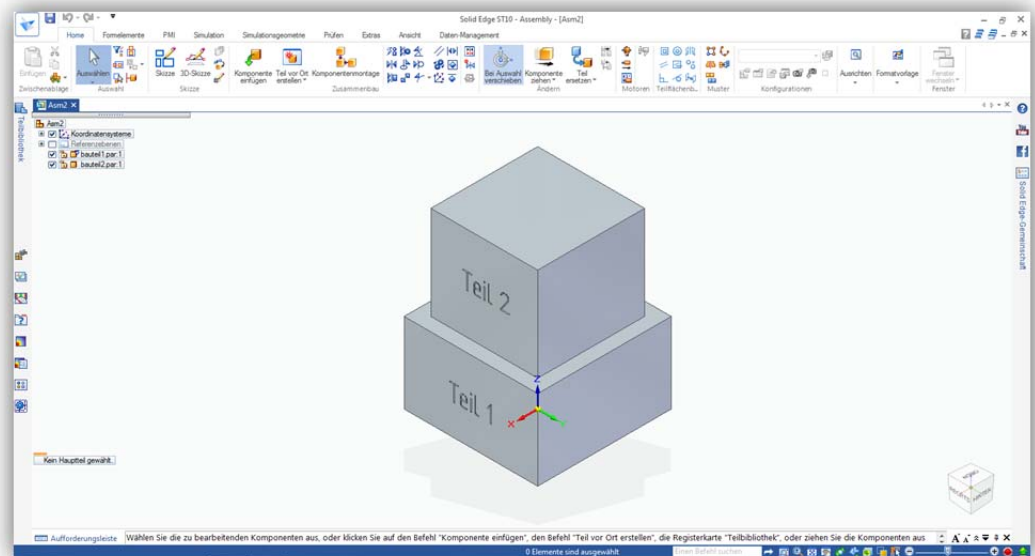 Solid Edge ST10 - Assembly - [Asm2]
Home Formelemente PMI Simulation Simulationsgeometrie Prüfen Extras Ansicht Daten-Management
Einfügen
Auswählen
Skizze 3D-Skizze
Komponente einfügen
Teil vor Ort erstellen
Komponentenmontage
Bei Auswahl verschieben
Komponente ziehen
Teil ersetzen
Ausrichten Formatvorlage
Fenster wechseln
Zwischenablage Auswahl Skizze Zusammenbau Ändern Motoren Teilflächenb... Muster Konfigurationen Fenster
Asm2
Teilbibliothek
Asm2
Koordinatensysteme
Referenzebenen
bauteil1.par:1
bauteil2.par:1
Solid Edge-Gemeinschaft
Teil 2
Teil 1
Z
X
Y
Kein Hauptteil gewählt.
Aufforderungsleiste Wählen Sie die zu bearbeitenden Komponenten aus, oder klicken Sie auf den Befehl "Komponente einfügen", den Befehl "Teil vor Ort erstellen", die Registerkarte "Teilbibliothek", oder ziehen Sie die Komponenten aus
0 Elemente sind ausgewählt
Einen Befehl suchen